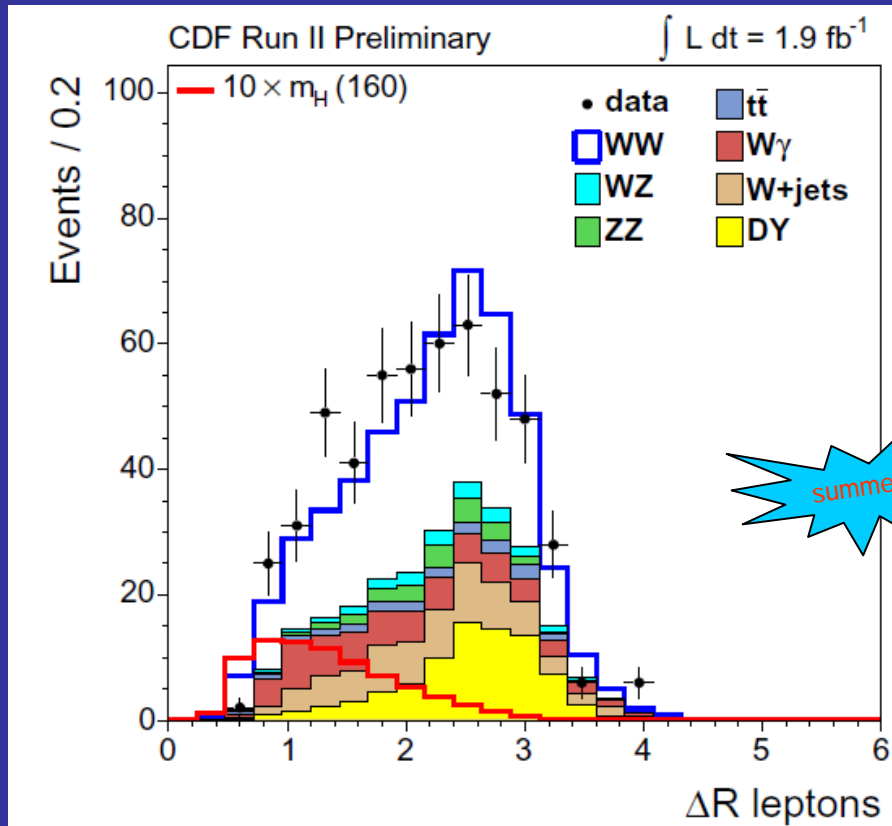 CDF Run II Preliminary ∫ L dt = 1.9 fb⁻¹
Events / 0.2
100
80
60
40
20
0
10 × m_H (160)
data
WW
WZ
ZZ
tt̄
Wγ
W+jets
DY
summe
0 1 2 3 4 5 6
ΔR leptons